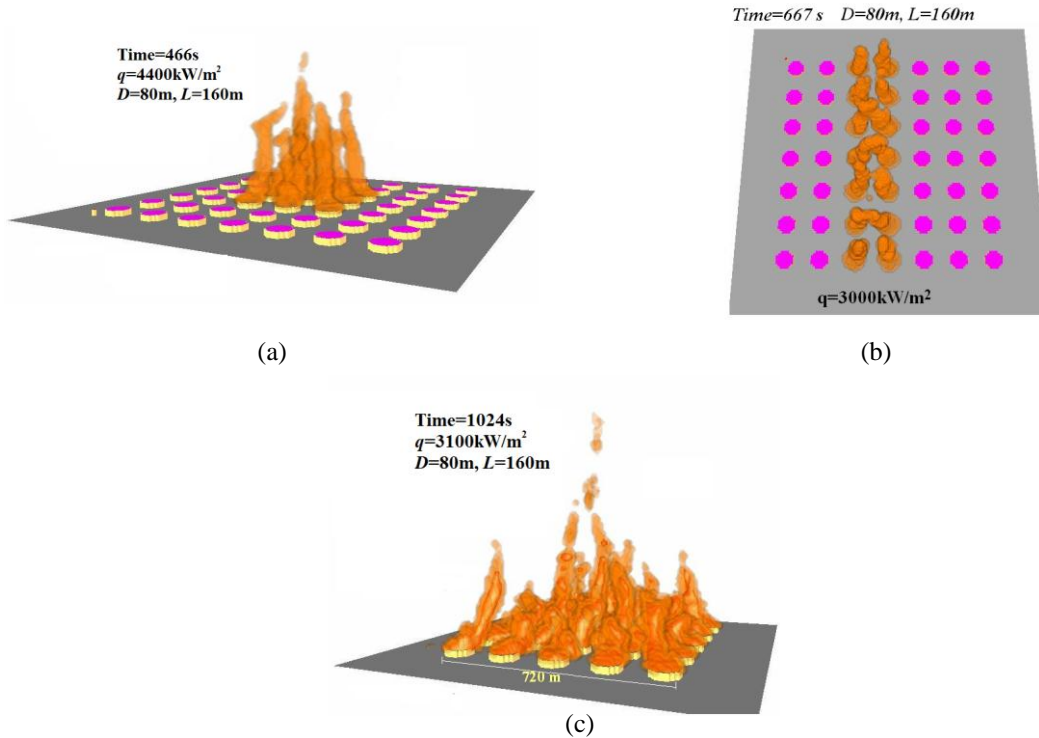 Time=466s
q=4400kW/m²
D=80m, L=160m
(a)
Time=667 s D=80m, L=160m
q=3000kW/m²
(b)
Time=1024s
q=3100kW/m²
D=80m, L=160m
720 m
(c)